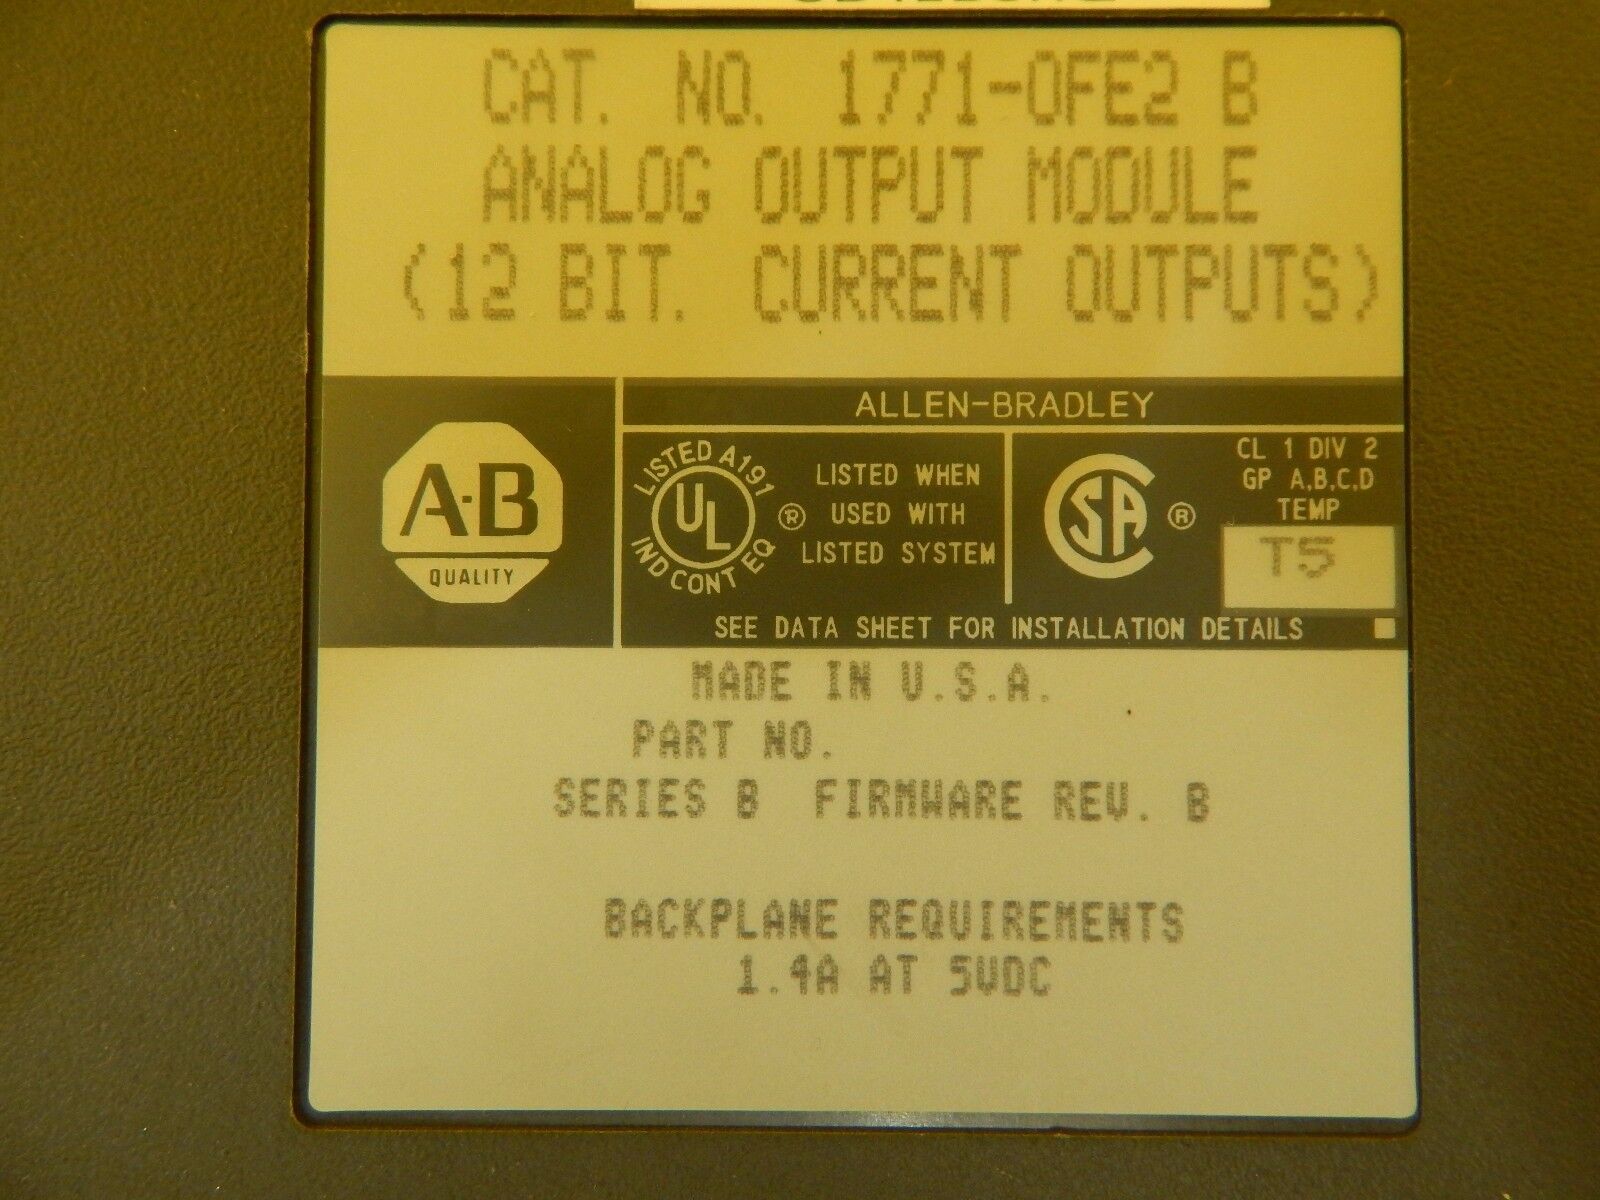 CAT. NO. 1771-OFE2 B
ANALOG OUTPUT MODULE
(12 BIT. CURRENT OUTPUTS)
ALLEN-BRADLEY
A-B
QUALITY
LISTED A191
UL
IND CONT EQ
®
LISTED WHEN
USED WITH
LISTED SYSTEM
SA
®
CL 1 DIV 2
GP A,B,C,D
TEMP
T5
SEE DATA SHEET FOR INSTALLATION DETAILS
MADE IN U.S.A.
PART NO.
SERIES B FIRMWARE REV. B
BACKPLANE REQUIREMENTS
1.4A AT 5VDC